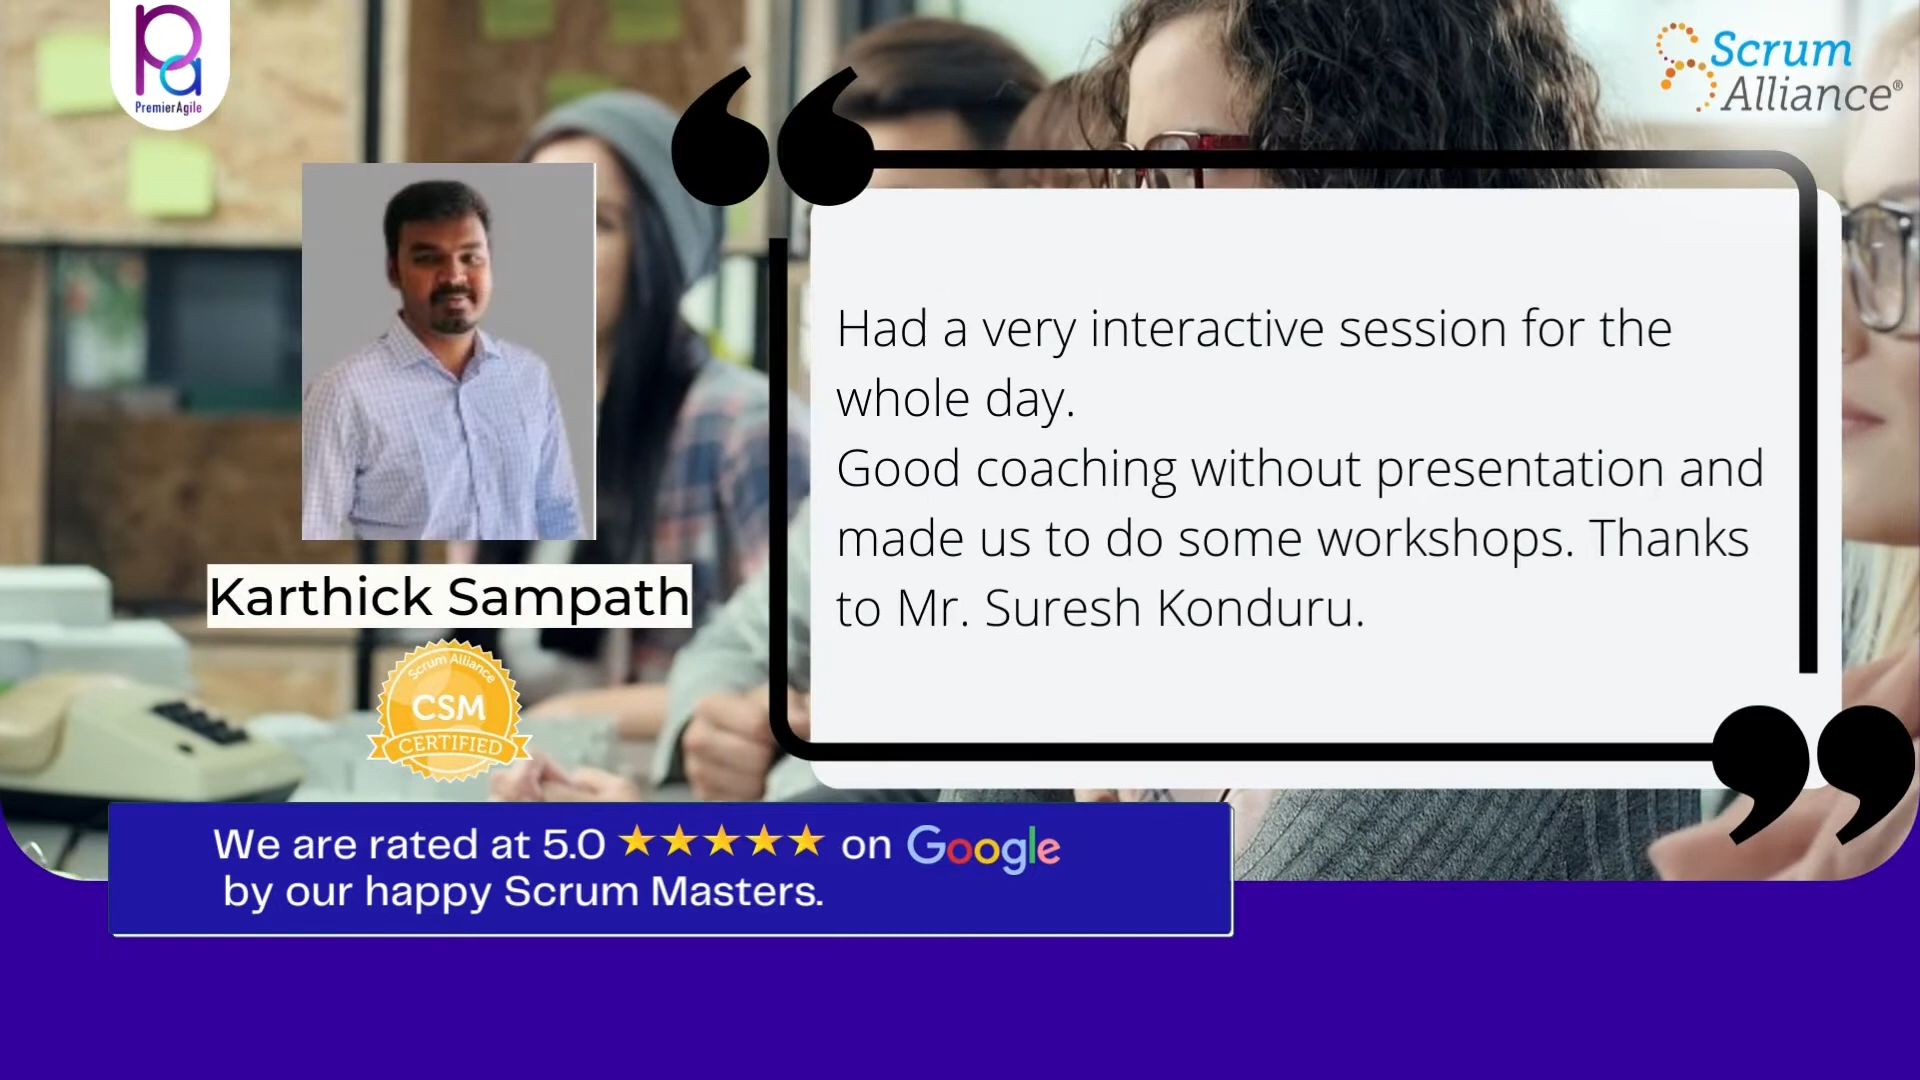 PremierAgile
Scrum
Alliance®
Had a very interactive session for the
whole day.
Good coaching without presentation and
made us to do some workshops. Thanks
to Mr. Suresh Konduru.
Karthick Sampath
Scrum Alliance
CSM
CERTIFIED
We are rated at 5.0 ★★★★★ on Google
by our happy Scrum Masters.